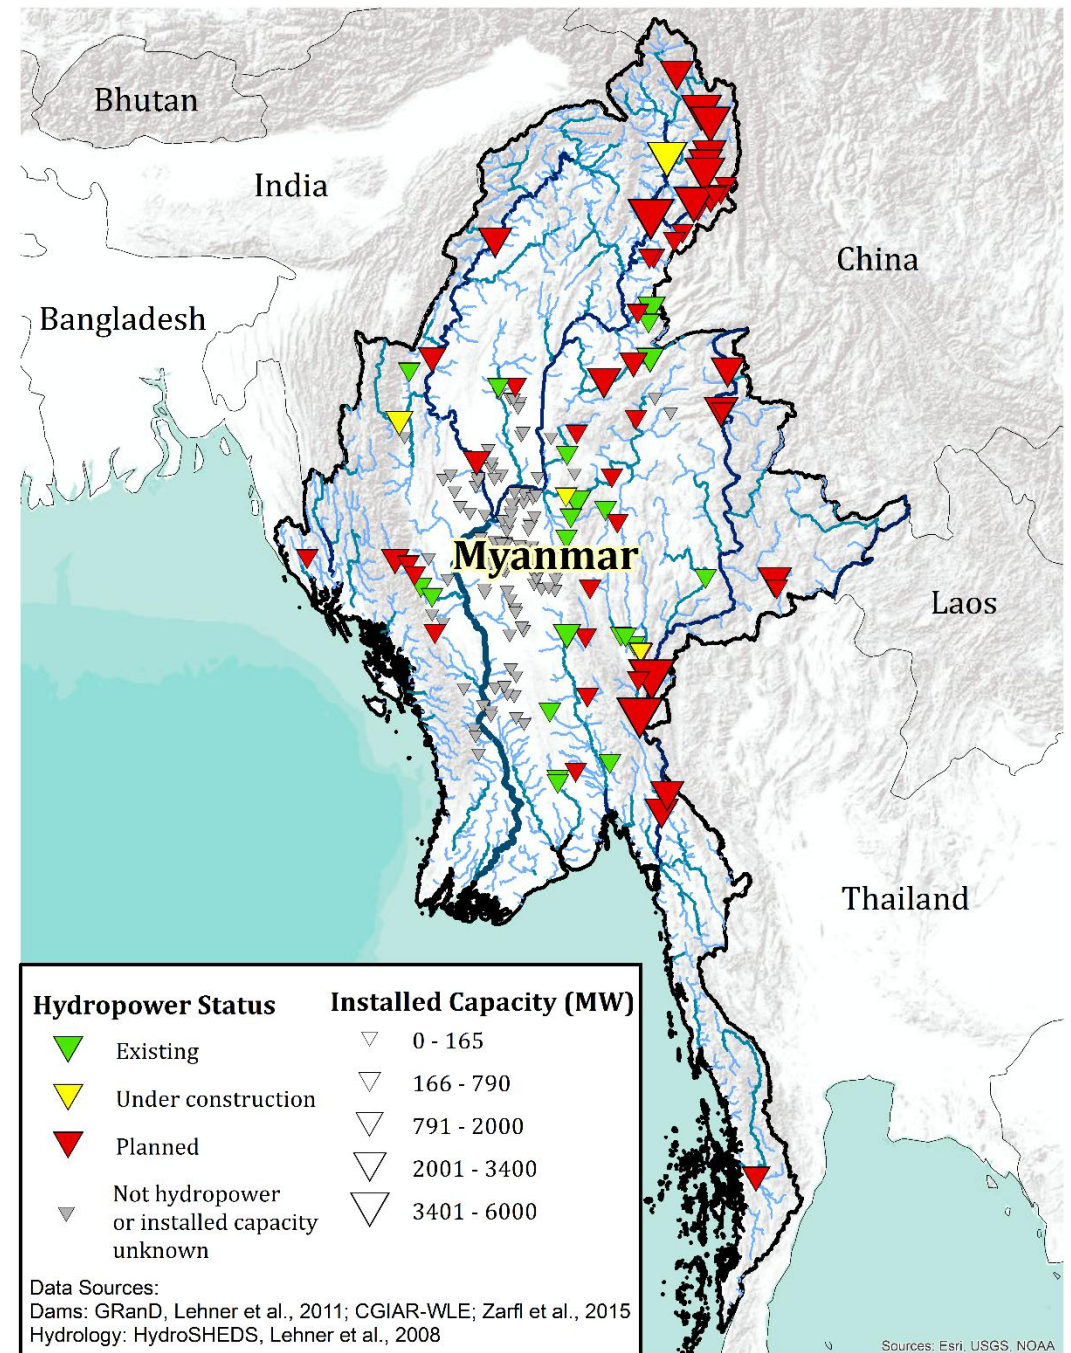 Bhutan
India
China
Bangladesh
Myanmar
Laos
Thailand
Hydropower Status
Existing
Under construction
Planned
Not hydropower
or installed capacity
unknown
Installed Capacity (MW)
0 - 165
166 - 790
791 - 2000
2001 - 3400
3401 - 6000
Data Sources:
Dams: GRanD, Lehner et al., 2011; CGIAR-WLE; Zarfl et al., 2015
Hydrology: HydroSHEDS, Lehner et al., 2008
Sources: Esri, USGS, NOAA